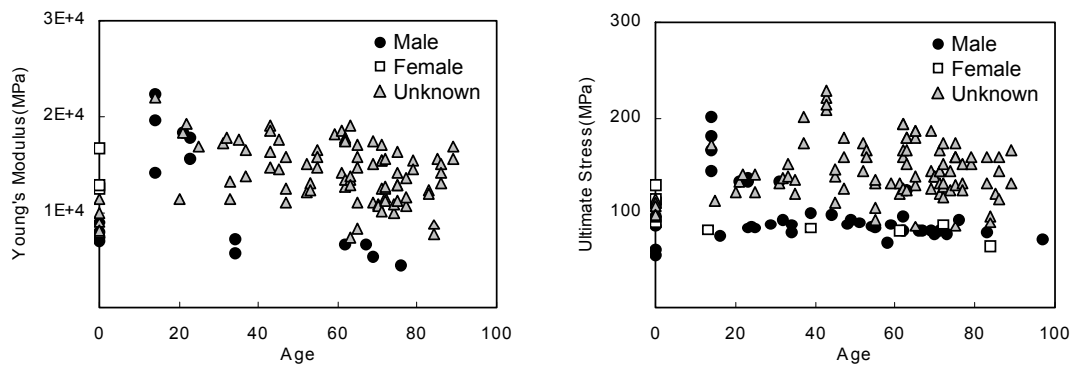 3E+4
2E+4
1E+4
Young's Modulus(MPa)
Male
Female
Unknown
0 20 40 60 80 100
Age
300
200
100
0
Ultimate Stress(MPa)
Male
Female
Unknown
0 20 40 60 80 100
Age